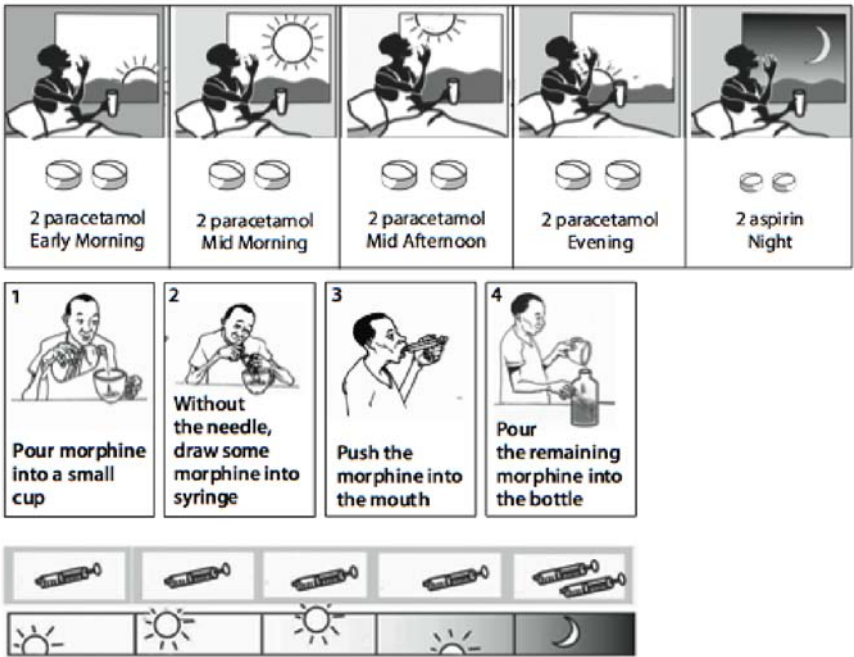 2 paracetamol
Early Morning
2 paracetamol
Mid Morning
2 paracetamol
Mid Afternoon
2 paracetamol
Evening
2 aspirin
Night
1
Pour morphine
into a small
cup
2
Without
the needle,
draw some
morphine into
syringe
3
Push the
morphine into
the mouth
4
Pour
the remaining
morphine into
the bottle